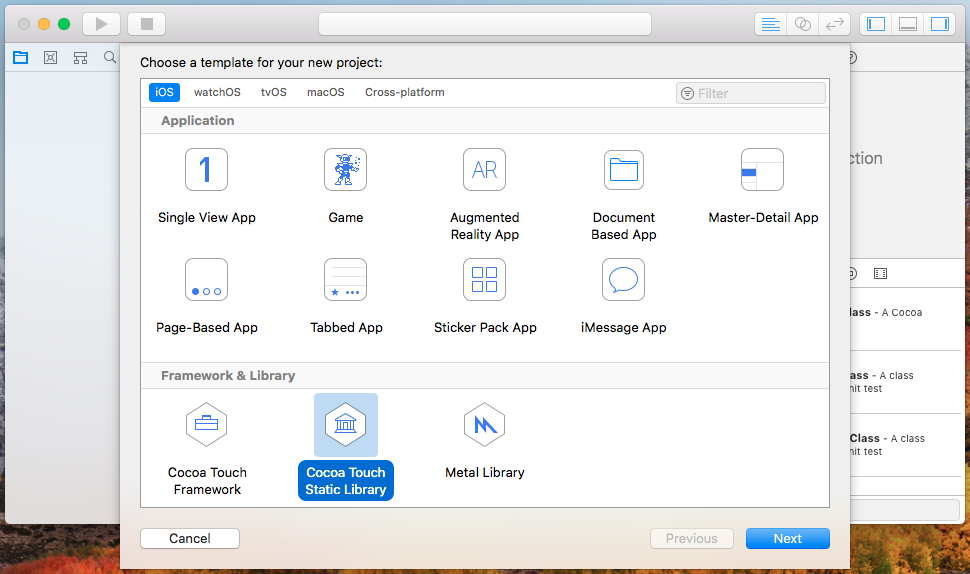 Choose a template for your new project:
iOS watchOS tvOS macOS Cross-platform Filter
Application
1 AR
Single View App Game Augmented Reality App Document Based App Master-Detail App
Page-Based App Tabbed App Sticker Pack App iMessage App
Framework & Library
Cocoa Touch Framework Cocoa Touch Static Library Metal Library
Cancel Previous Next
ction
lass - A Cocoa
ass - A class
nit test
Class - A class
nit test